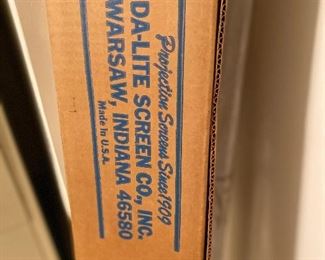 Projection Screens Since 1909
DA-LITE SCREEN CO., INC.
WARSAW, INDIANA 46580
Made in U.S.A.